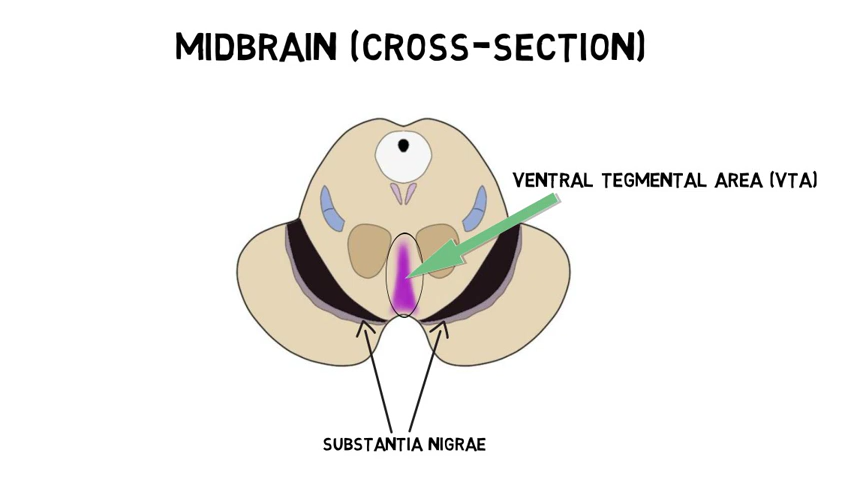 MIDBRAIN (CROSS-SECTION)
VENTRAL TEGMENTAL AREA (VTA)
SUBSTANTIA NIGRAE